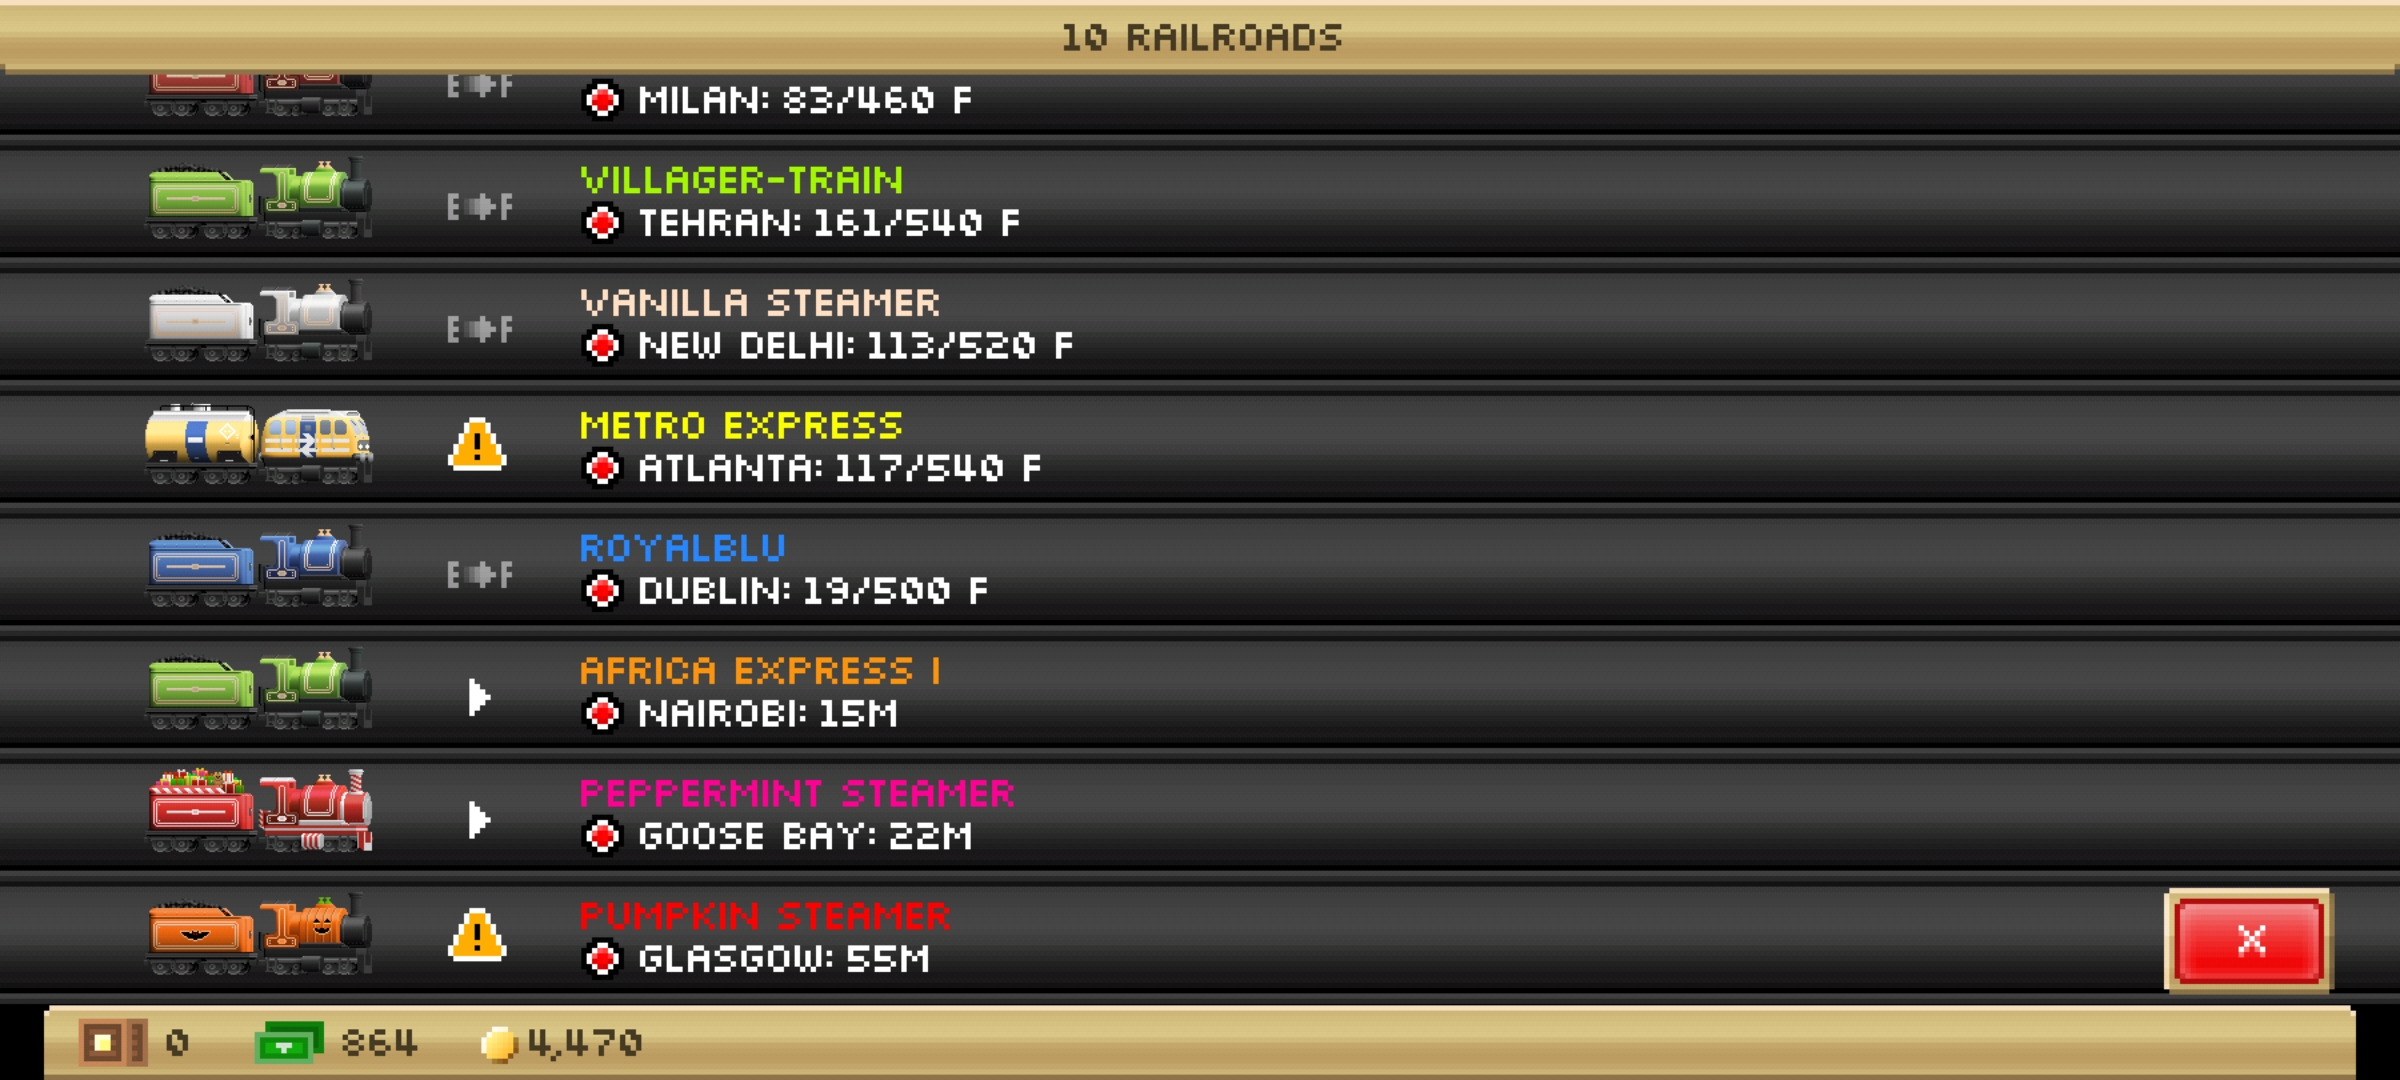 10 RAILROADS
E F
MILAN: 83/460 F
VILLAGER-TRAIN
E F
TEHRAN: 161/540 F
VANILLA STEAMER
E F
NEW DELHI: 113/520 F
METRO EXPRESS
ATLANTA: 117/540 F
ROYALBLU
E F
DUBLIN: 19/500 F
AFRICA EXPRESS I
NAIROBI: 15M
PEPPERMINT STEAMER
GOOSE BAY: 22M
PUMPKIN STEAMER
GLASGOW: 55M
X
0 864 4,470